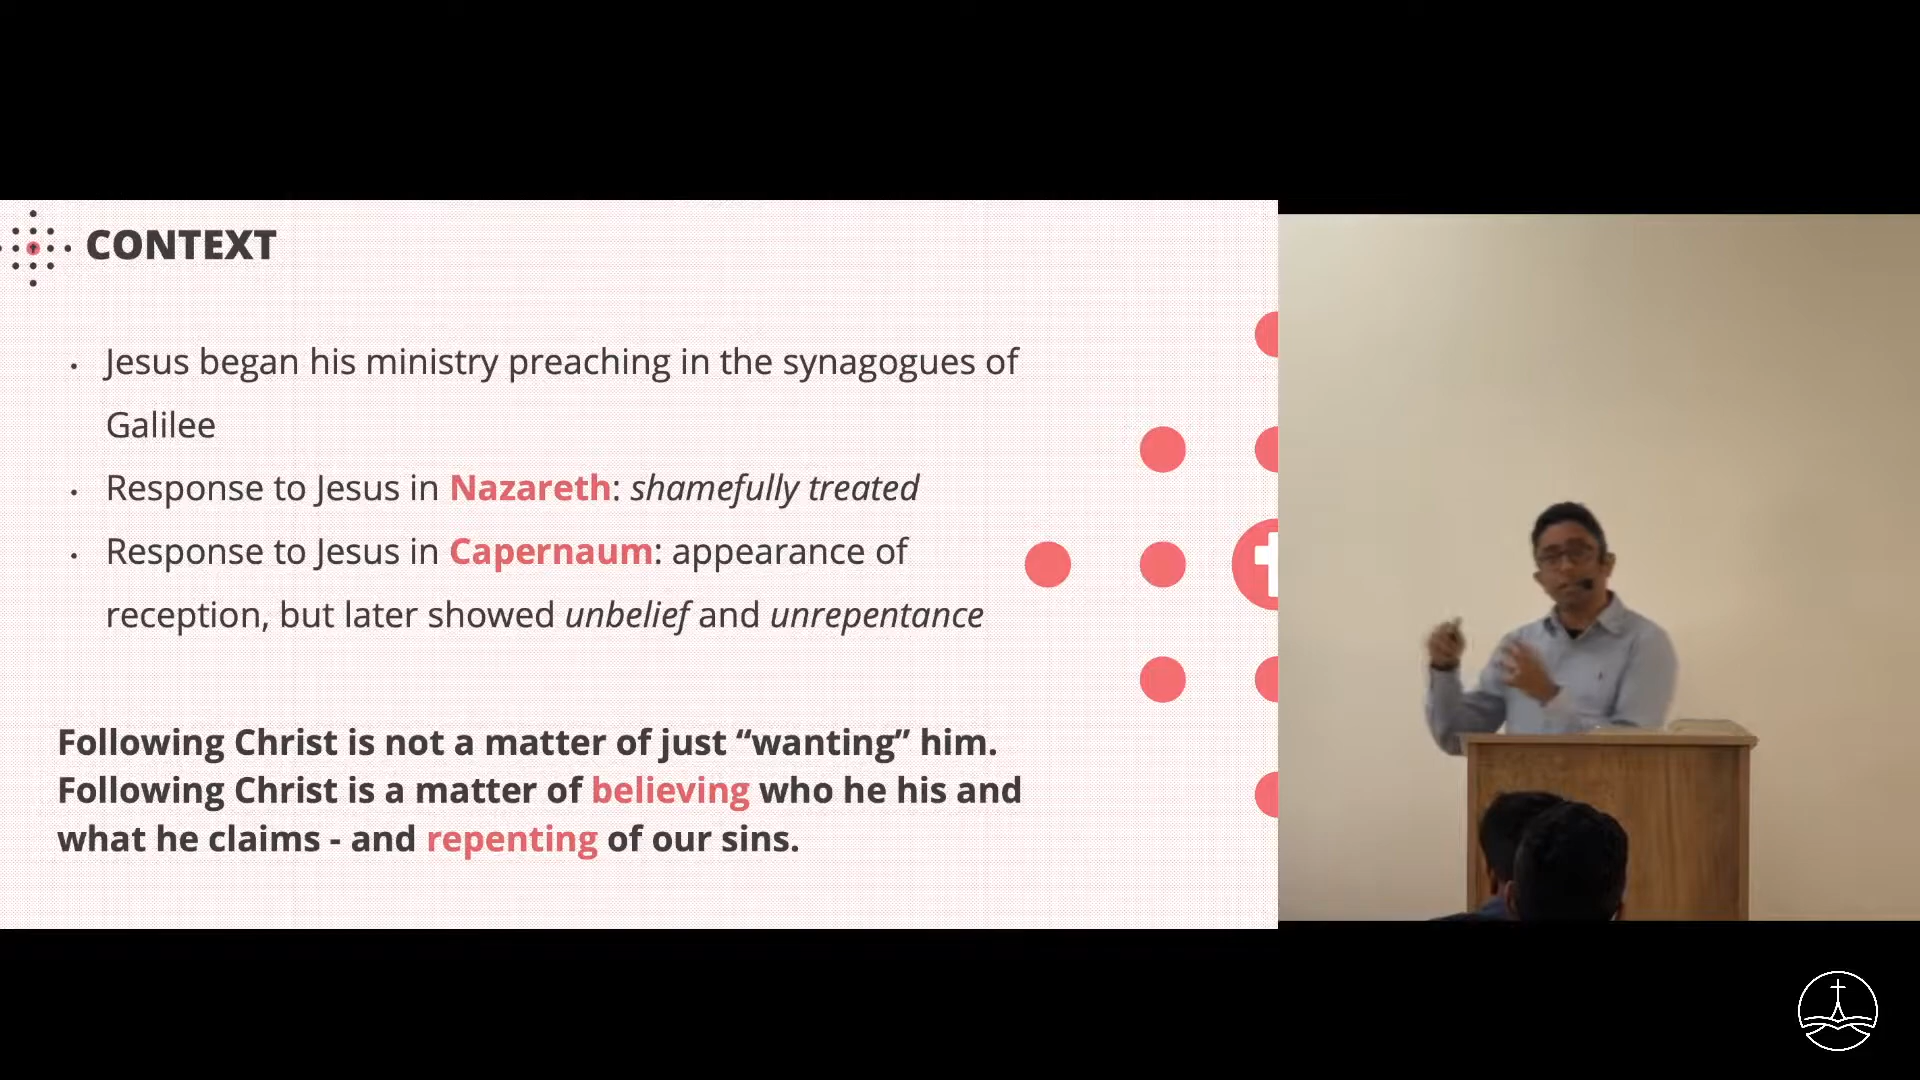 CONTEXT
· Jesus began his ministry preaching in the synagogues of
Galilee
· Response to Jesus in Nazareth: shamefully treated
· Response to Jesus in Capernaum: appearance of
reception, but later showed unbelief and unrepentance
Following Christ is not a matter of just “wanting” him.
Following Christ is a matter of believing who he his and
what he claims - and repenting of our sins.